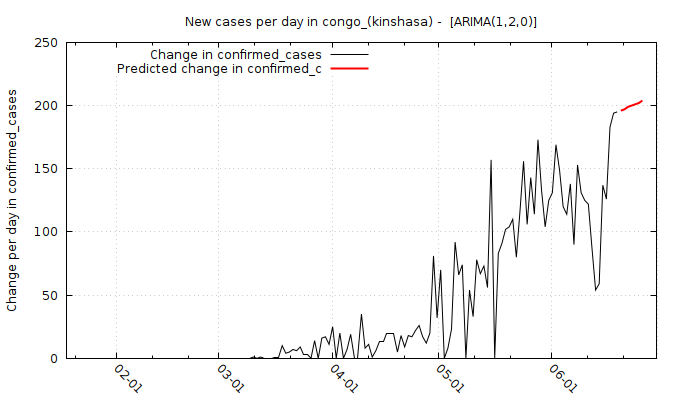 New cases per day in congo_(kinshasa) -  [ARIMA(1,2,0)]
Change in confirmed_cases
Predicted change in confirmed_c
Change per day in confirmed_cases
250
200
150
100
50
0
02-01
03-01
04-01
05-01
06-01